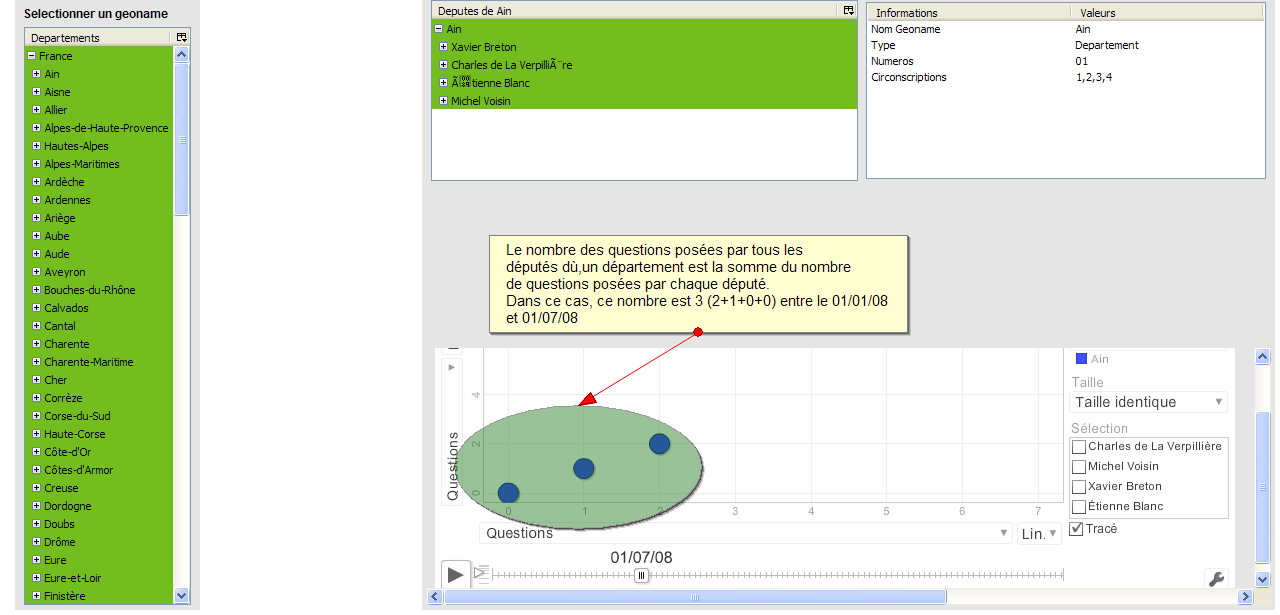 Selectionner un geoname
Departements
France
Ain
Aisne
Allier
Alpes-de-Haute-Provence
Hautes-Alpes
Alpes-Maritimes
Ardèche
Ardennes
Ariège
Aube
Aude
Aveyron
Bouches-du-Rhône
Calvados
Cantal
Charente
Charente-Maritime
Cher
Corrèze
Corse-du-Sud
Haute-Corse
Côte-d'Or
Côtes-d'Armor
Creuse
Dordogne
Doubs
Drôme
Eure
Eure-et-Loir
Finistère
Deputes de Ain
Ain
Xavier Breton
Charles de La VerpilliÃ¨re
tienne Blanc
Michel Voisin
Informations Valeurs
Nom Geoname Ain
Type Departement
Numeros 01
Circonscriptions 1,2,3,4
Le nombre des questions posées par tous les
députés dù,un département est la somme du nombre
de questions posées par chaque député.
Dans ce cas, ce nombre est 3 (2+1+0+0) entre le 01/01/08
et 01/07/08
4
2
0
Questions
0 1 2 3 4 5 6 7
Questions
Lin.
01/07/08
Ain
Taille
Taille identique
Sélection
Charles de La Verpillière
Michel Voisin
Xavier Breton
Étienne Blanc
Tracé